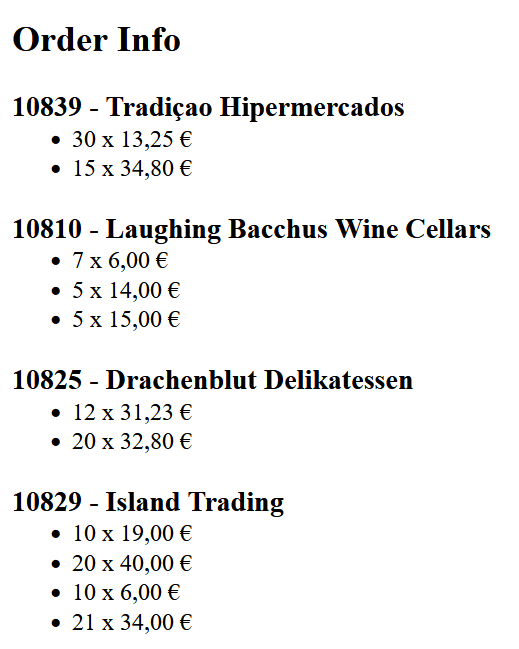 Order Info
10839 - Tradiçao Hipermercados
• 30 x 13,25 €
• 15 x 34,80 €
10810 - Laughing Bacchus Wine Cellars
• 7 x 6,00 €
• 5 x 14,00 €
• 5 x 15,00 €
10825 - Drachenblut Delikatessen
• 12 x 31,23 €
• 20 x 32,80 €
10829 - Island Trading
• 10 x 19,00 €
• 20 x 40,00 €
• 10 x 6,00 €
• 21 x 34,00 €